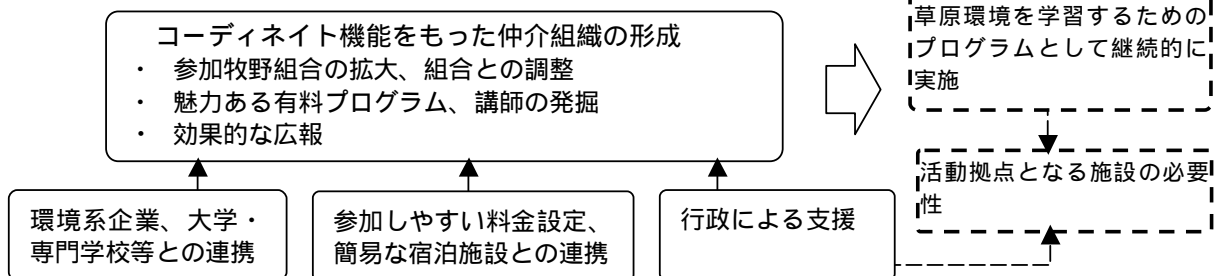 コーディネイト機能をもった仲介組織の形成
・ 参加牧野組合の拡大、組合との調整
・ 魅力ある有料プログラム、講師の発掘
・ 効果的な広報
草原環境を学習するための
プログラムとして継続的に
実施
活動拠点となる施設の必要
性
環境系企業、大学・
専門学校等との連携
参加しやすい料金設定、
簡易な宿泊施設との連携
行政による支援